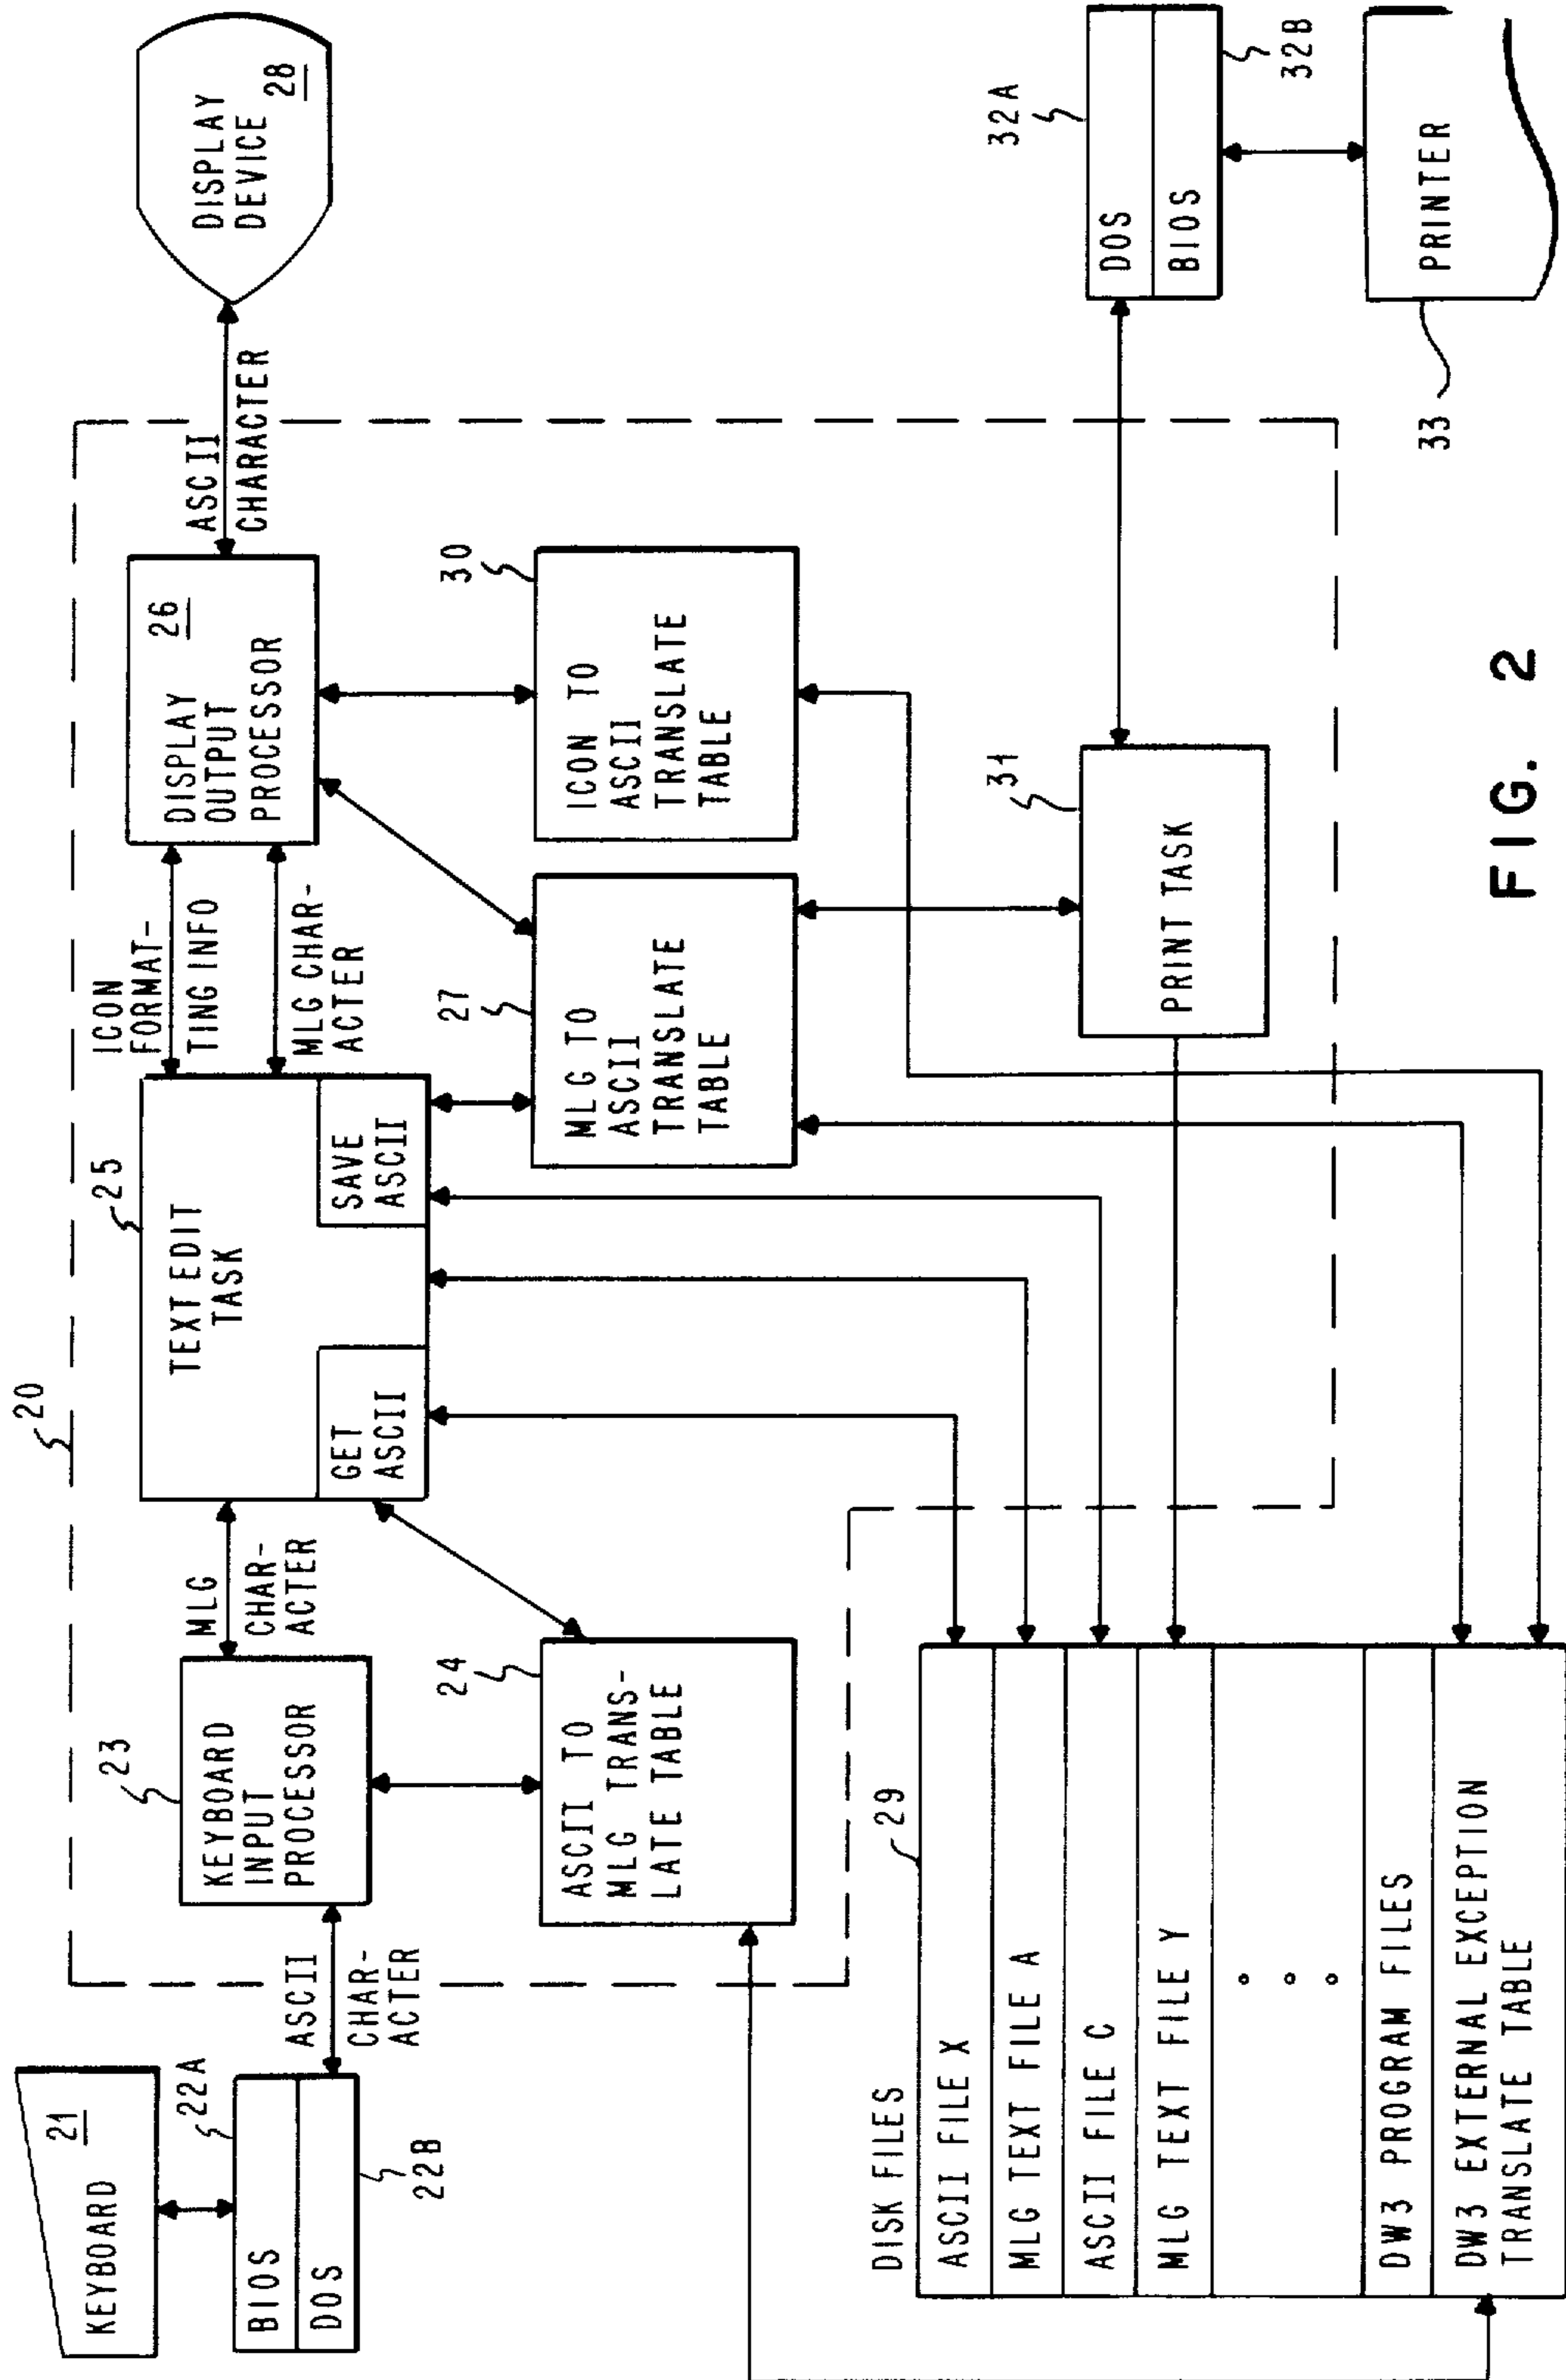 20
KEYBOARD
21
BIOS
DOS
22A
22B
ASCII
CHAR-
ACTER
23
KEYBOARD
INPUT
PROCESSOR
MLG
CHAR-
ACTER
24
ASCII TO
MLG TRANS-
LATE TABLE
25
TEXT EDIT
TASK
GET
ASCII
SAVE
ASCII
ICON
FORMAT-
TING INFO
MLG CHAR-
ACTER
26
DISPLAY
OUTPUT
PROCESSOR
ASCII
CHARACTER
DISPLAY
DEVICE
28
27
MLG TO
ASCII
TRANSLATE
TABLE
30
ICON TO
ASCII
TRANSLATE
TABLE
31
PRINT TASK
32A
DOS
BIOS
32B
PRINTER
33
DISK FILES
29
ASCII FILE X
MLG TEXT FILE A
ASCII FILE C
MLG TEXT FILE Y
DW3 PROGRAM FILES
DW3 EXTERNAL EXCEPTION
TRANSLATE TABLE
FIG. 2